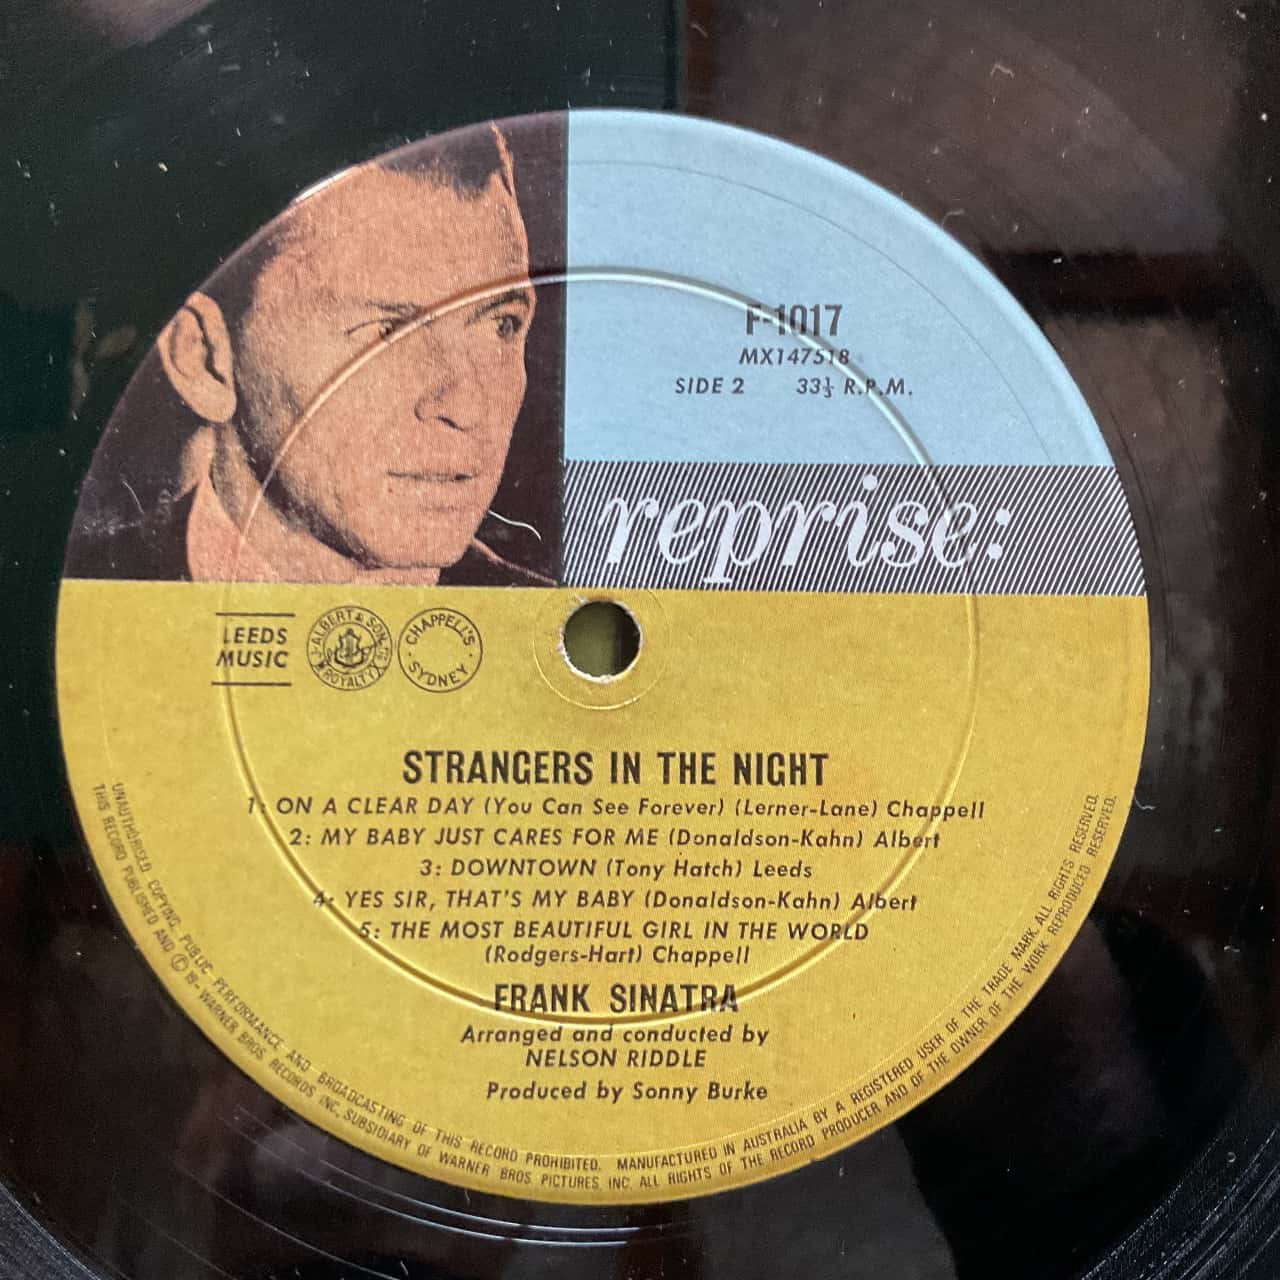 F-1017
MX147518
SIDE 2 33⅓ R.P.M.
reprise:
LEEDS
MUSIC
J. ALBERT & SON
ROYALTY
CHAPPELL'S
SYDNEY
STRANGERS IN THE NIGHT
1: ON A CLEAR DAY (You Can See Forever) (Lerner-Lane) Chappell
2: MY BABY JUST CARES FOR ME (Donaldson-Kahn) Albert
3: DOWNTOWN (Tony Hatch) Leeds
4: YES SIR, THAT'S MY BABY (Donaldson-Kahn) Albert
5: THE MOST BEAUTIFUL GIRL IN THE WORLD
(Rodgers-Hart) Chappell
FRANK SINATRA
Arranged and conducted by
NELSON RIDDLE
Produced by Sonny Burke
UNAUTHORISED COPYING, PUBLIC PERFORMANCE AND BROADCASTING OF THIS RECORD PROHIBITED. MANUFACTURED IN AUSTRALIA BY A REGISTERED USER OF THE TRADE MARK. ALL RIGHTS RESERVED.
THIS RECORD PUBLISHED AND © 19– WARNER BROS. RECORDS INC. SUBSIDIARY OF WARNER BROS. PICTURES, INC. ALL RIGHTS OF THE RECORD PRODUCER AND OF THE OWNER OF THE WORK REPRODUCED RESERVED.